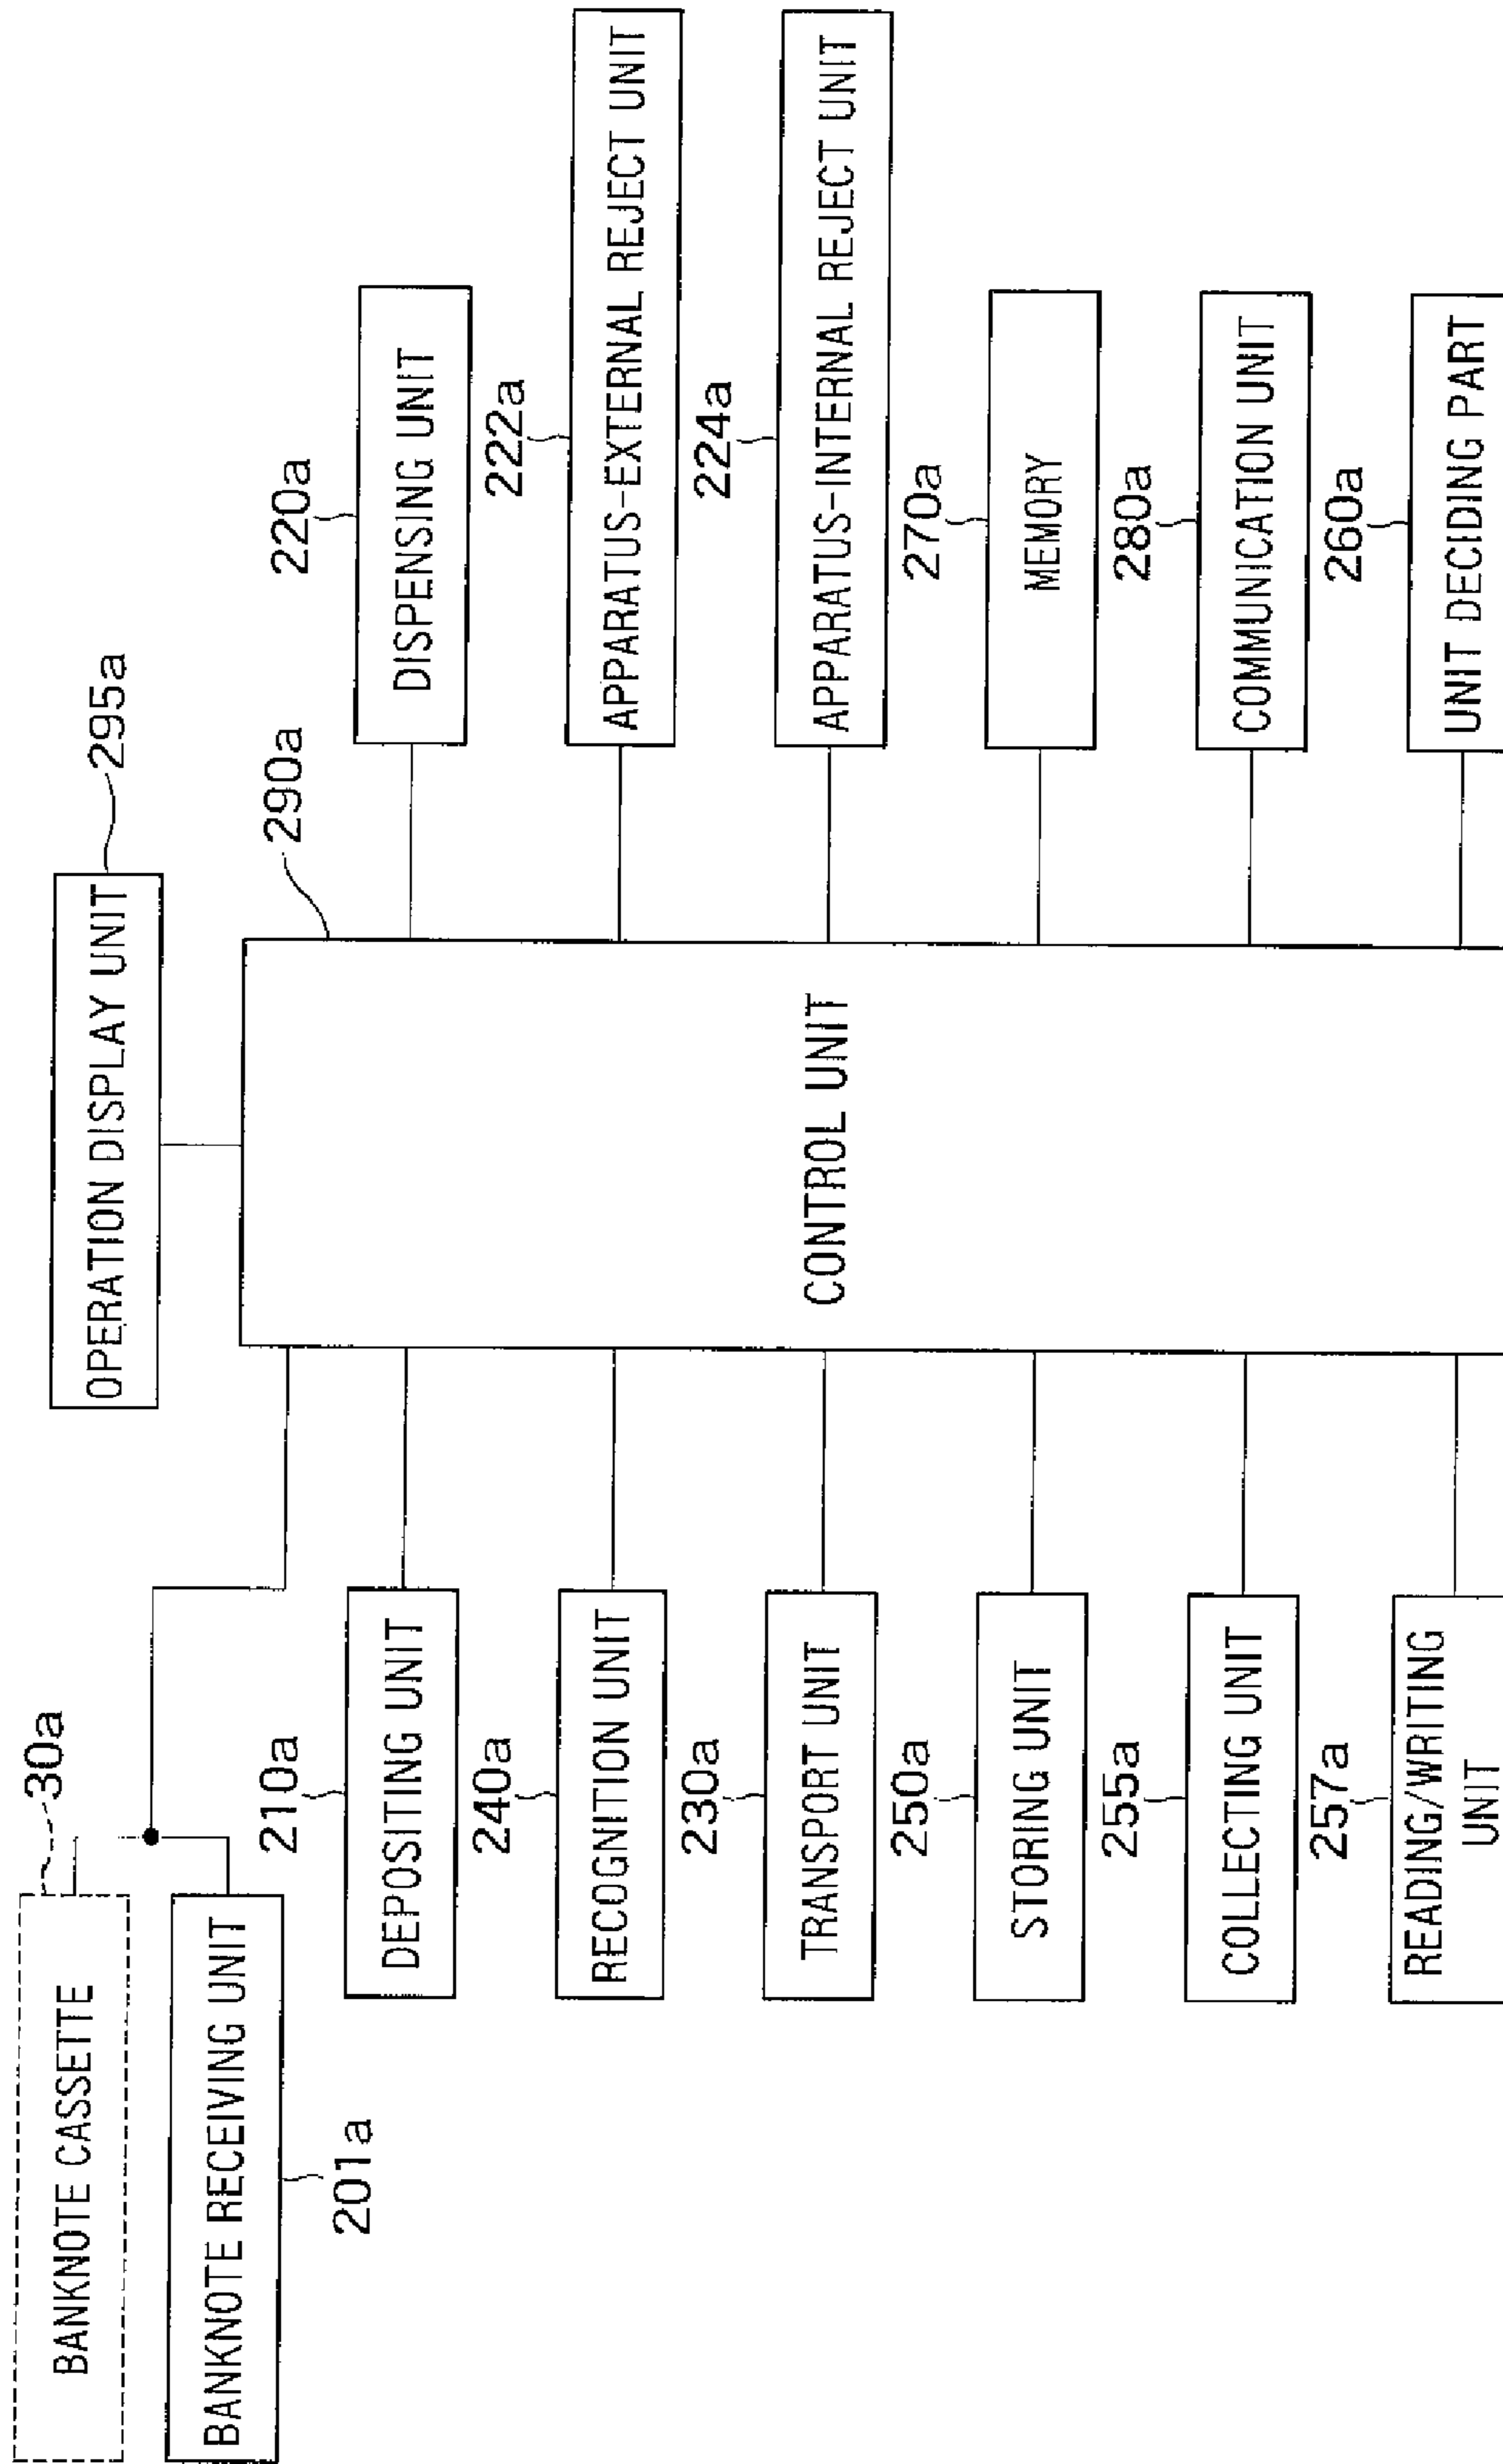 OPERATION DISPLAY UNIT
295a
BANKNOTE CASSETTE
30a
BANKNOTE RECEIVING UNIT
201a
290a
CONTROL UNIT
210a
DEPOSITING UNIT
240a
RECOGNITION UNIT
230a
TRANSPORT UNIT
250a
STORING UNIT
255a
COLLECTING UNIT
257a
READING/WRITING
UNIT
220a
DISPENSING UNIT
222a
APPARATUS-EXTERNAL REJECT UNIT
224a
APPARATUS-INTERNAL REJECT UNIT
270a
MEMORY
280a
COMMUNICATION UNIT
260a
UNIT DECIDING PART